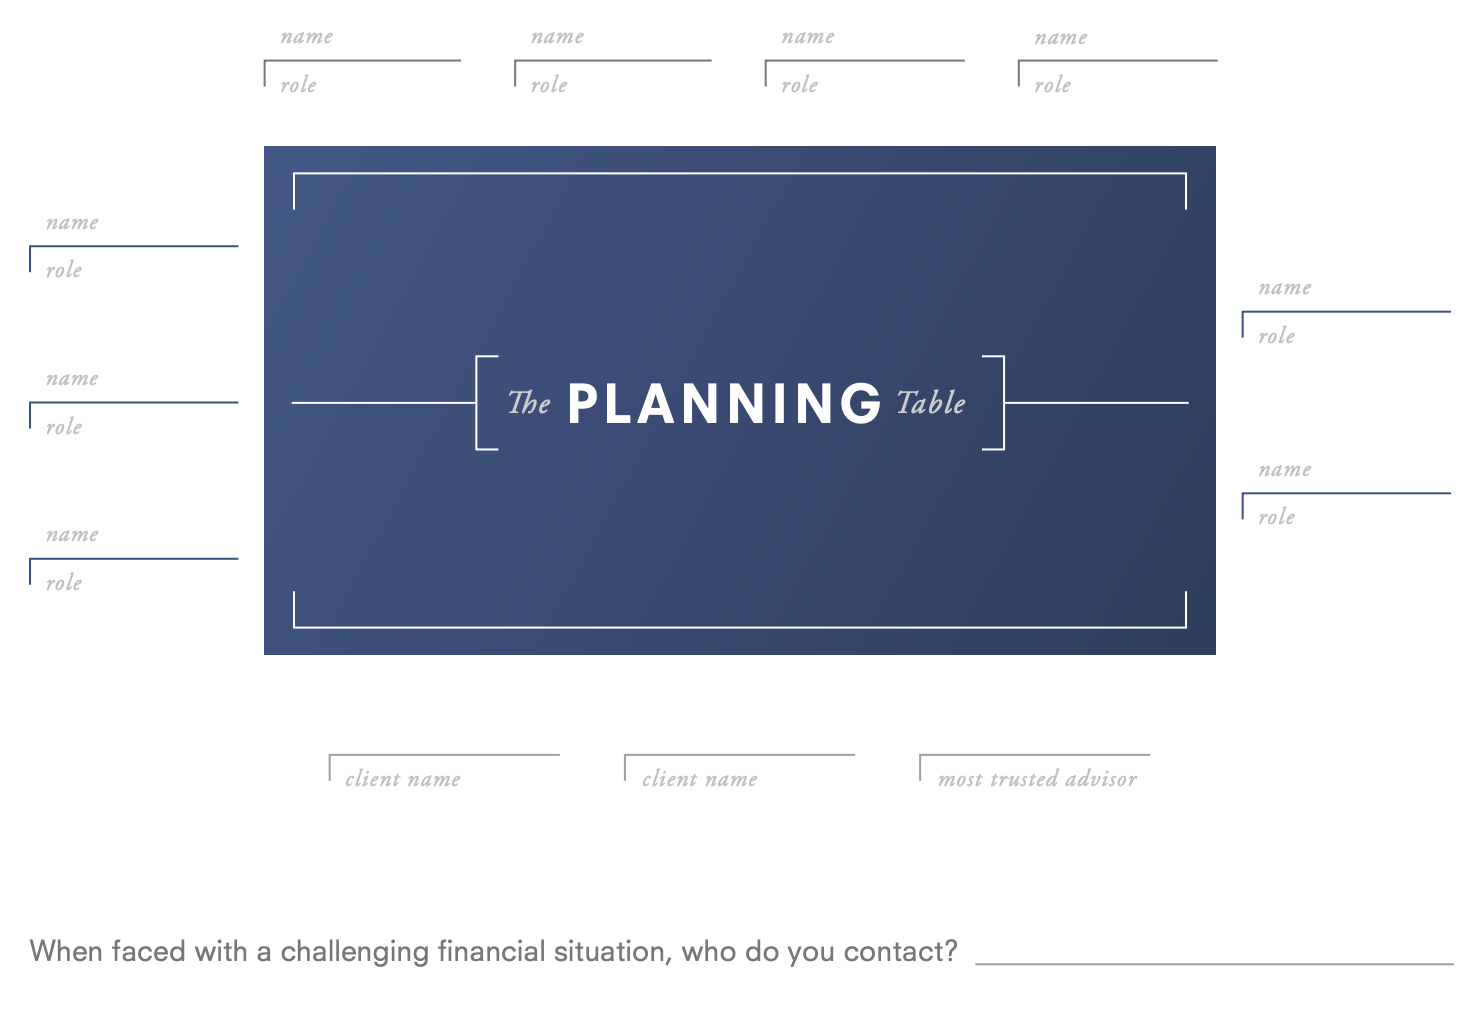 name name name name
role role role role
name
role
name
role
name
role
The PLANNING Table
name
role
name
role
client name client name most trusted advisor
When faced with a challenging financial situation, who do you contact?